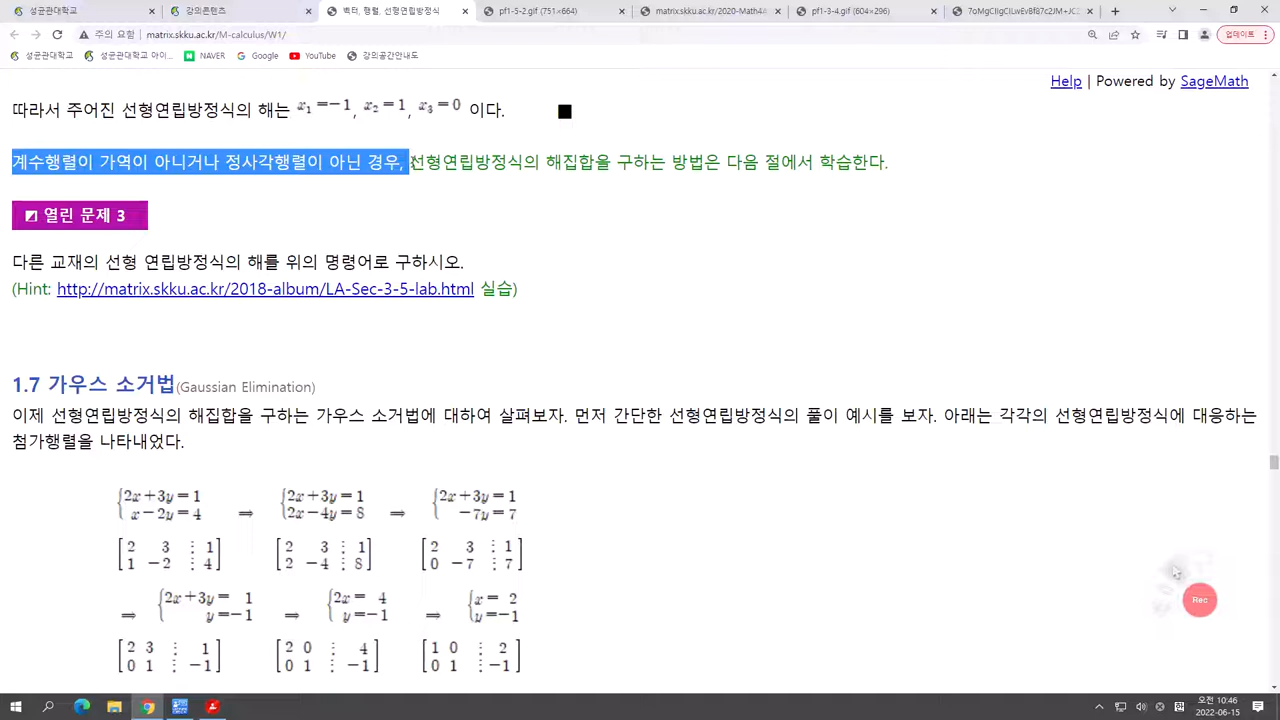 성균관대학교
강의콘텐츠
벡터, 행렬, 선형연립방정식
pf1-5-2.gif (751×664)
matrix.skku.ac.kr/2020-Math4
pf1-3-4.gif (604×296)
주의 요함 | matrix.skku.ac.kr/M-calculus/W1/
업데이트
성균관대학교
성균관대학교 아이...
NAVER
Google
YouTube
강의공간안내도
Help | Powered by SageMath
따라서 주어진 선형연립방정식의 해는 x₁=−1, x₂=1, x₃=0 이다. ■
계수행렬이 가역이 아니거나 정사각행렬이 아닌 경우, 선형연립방정식의 해집합을 구하는 방법은 다음 절에서 학습한다.
열린 문제 3
다른 교재의 선형 연립방정식의 해를 위의 명령어로 구하시오.
(Hint: http://matrix.skku.ac.kr/2018-album/LA-Sec-3-5-lab.html 실습)
1.7 가우스 소거법(Gaussian Elimination)
이제 선형연립방정식의 해집합을 구하는 가우스 소거법에 대하여 살펴보자. 먼저 간단한 선형연립방정식의 풀이 예시를 보자. 아래는 각각의 선형연립방정식에 대응하는
첨가행렬을 나타내었다.
2x+3y=1 2x+3y=1 2x+3y=1
x−2y=4 ⇒ 2x−4y=8 ⇒ −7y=7
2 3 ⋮ 1 2 3 ⋮ 1 2 3 ⋮ 1
1 −2 ⋮ 4 2 −4 ⋮ 8 0 −7 ⋮ 7
2x+3y= 1 2x= 4 x= 2
⇒ y=−1 ⇒ y=−1 ⇒ y=−1
2 3 ⋮ 1 2 0 ⋮ 4 1 0 ⋮ 2
0 1 ⋮ −1 0 1 ⋮ −1 0 1 ⋮ −1
Rec
오전 10:46
2022-06-15